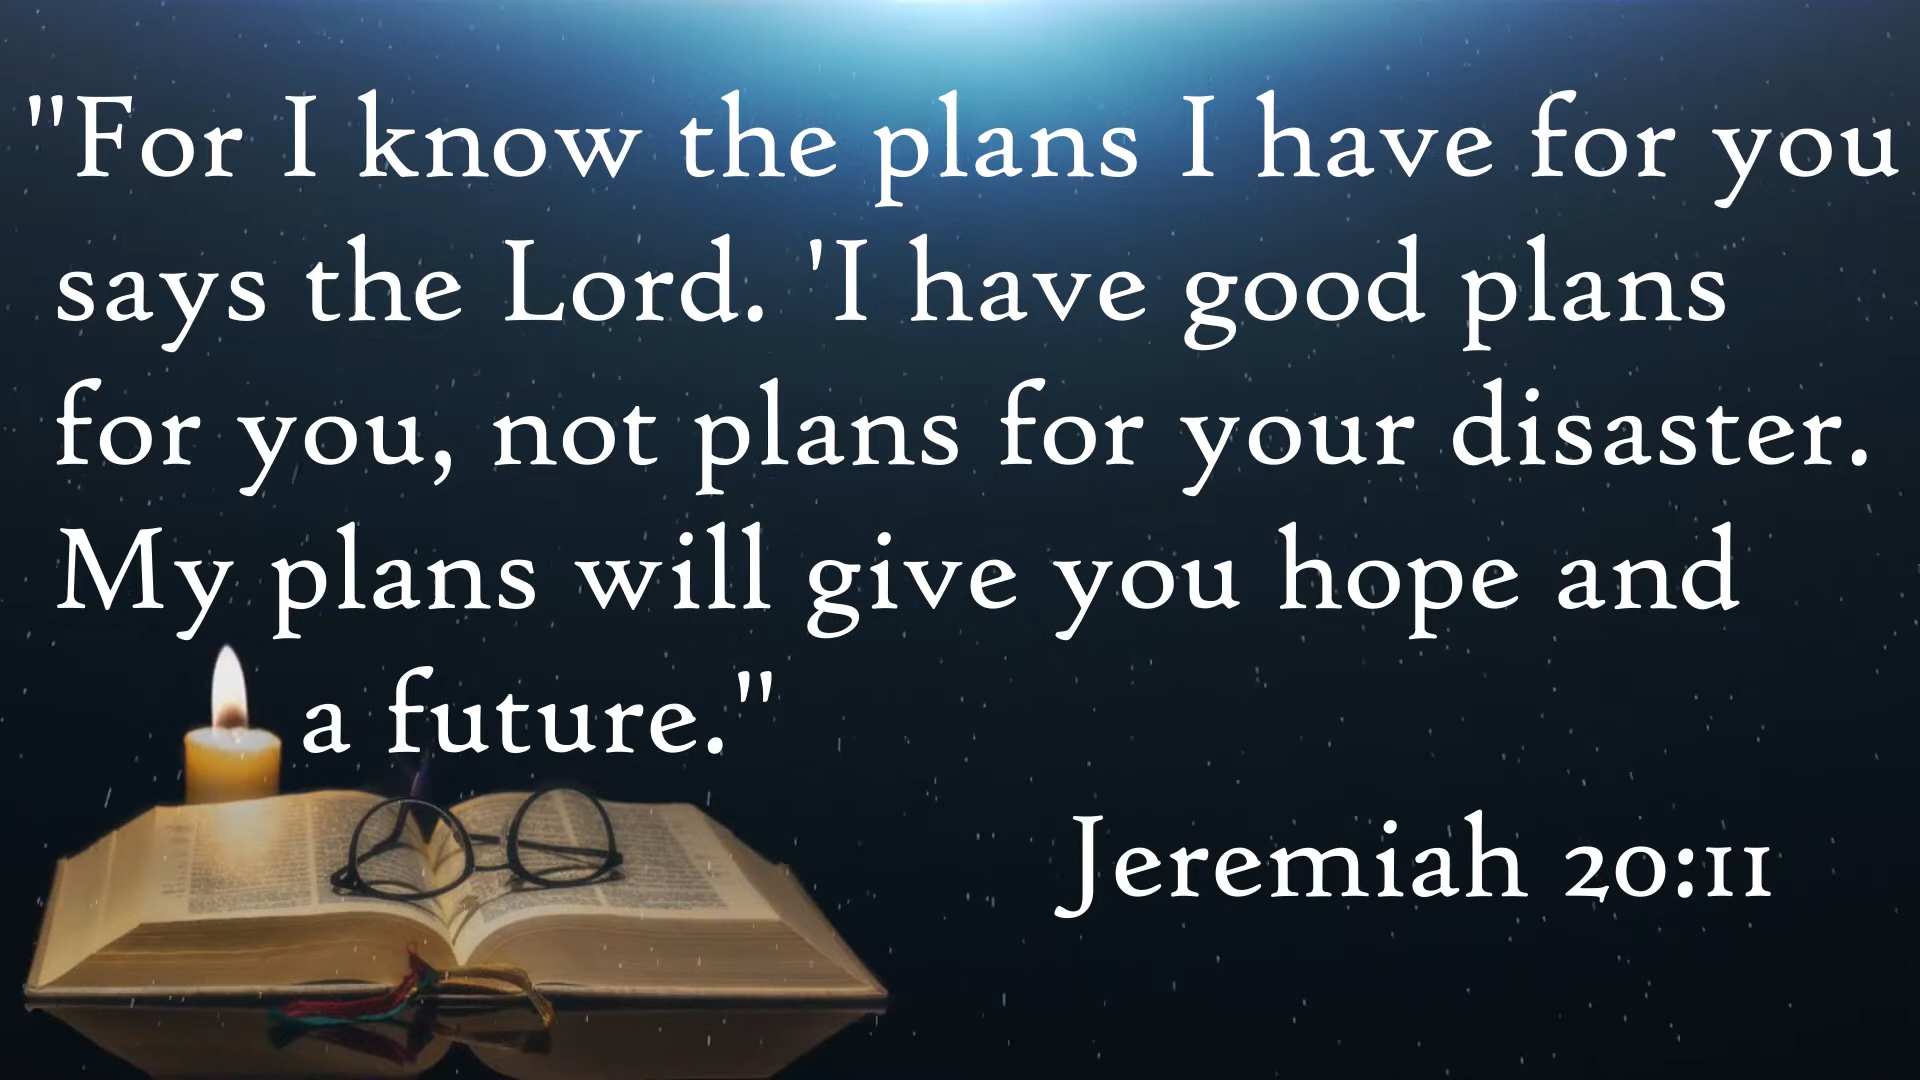 "For I know the plans I have for you
says the Lord. 'I have good plans
for you, not plans for your disaster.
My plans will give you hope and
a future."
Jeremiah 20:11